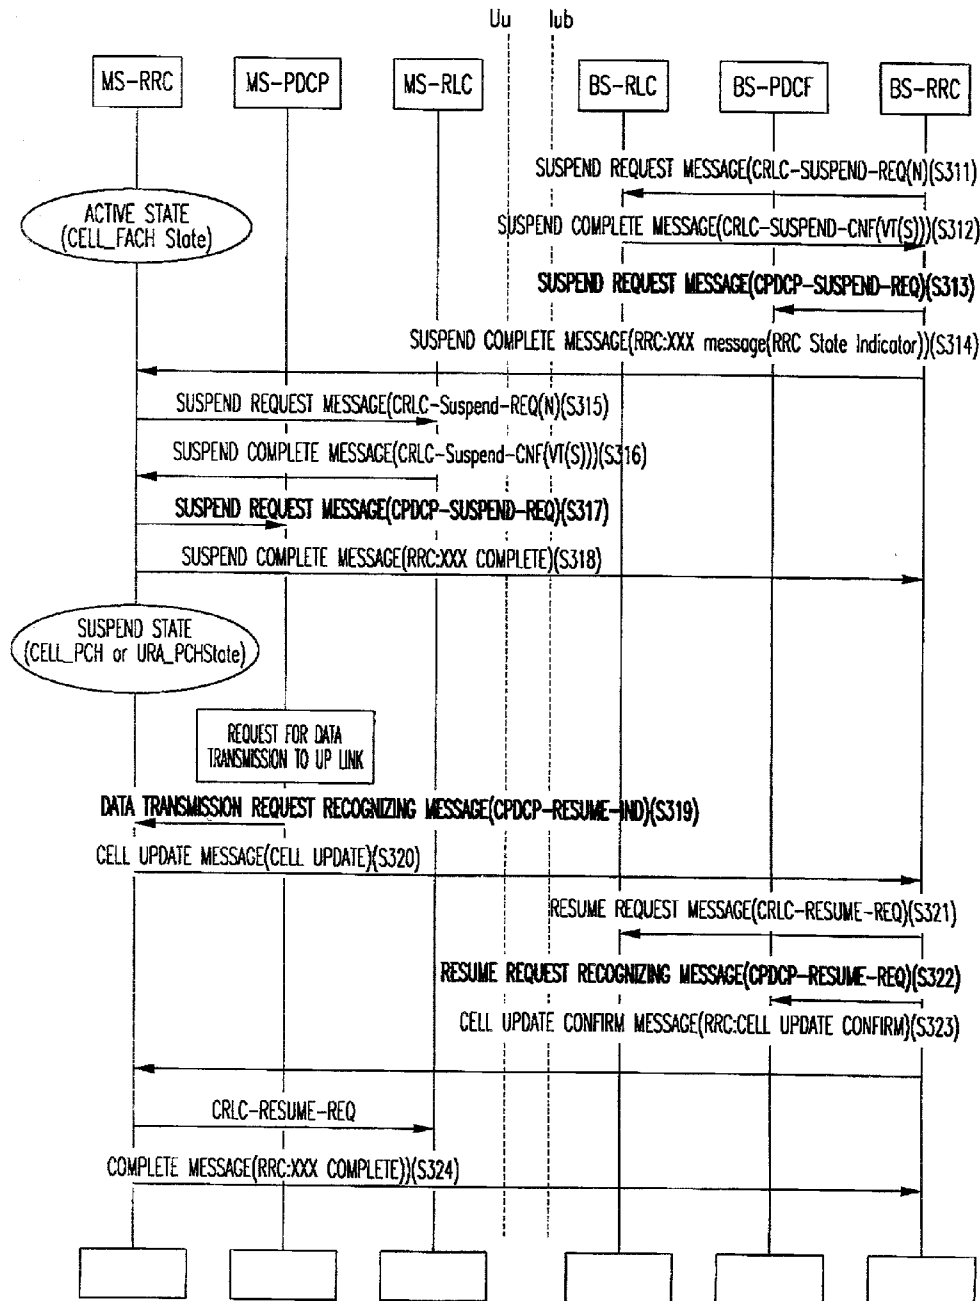 Uu Iub
MS-RRC MS-PDCP MS-RLC BS-RLC BS-PDCF BS-RRC
SUSPEND REQUEST MESSAGE(CRLC-SUSPEND-REQ(N)(S311)
ACTIVE STATE
(CELL_FACH State)
SUSPEND COMPLETE MESSAGE(CRLC-SUSPEND-CNF(VT(S)))(S312)
SUSPEND REQUEST MESSAGE(CPDCP-SUSPEND-REQ)(S313)
SUSPEND COMPLETE MESSAGE(RRC:XXX message(RRC State Indicator))(S314)
SUSPEND REQUEST MESSAGE(CRLC-Suspend-REQ(N)(S315)
SUSPEND COMPLETE MESSAGE(CRLC-Suspend-CNF(VT(S)))(S316)
SUSPEND REQUEST MESSAGE(CPDCP-SUSPEND-REQ)(S317)
SUSPEND COMPLETE MESSAGE(RRC:XXX COMPLETE)(S318)
SUSPEND STATE
(CELL_PCH or URA_PCHState)
REQUEST FOR DATA
TRANSMISSION TO UP LINK
DATA TRANSMISSION REQUEST RECOGNIZING MESSAGE(CPDCP-RESUME-IND)(S319)
CELL UPDATE MESSAGE(CELL UPDATE)(S320)
RESUME REQUEST MESSAGE(CRLC-RESUME-REQ)(S321)
RESUME REQUEST RECOGNIZING MESSAGE(CPDCP-RESUME-REQ)(S322)
CELL UPDATE CONFIRM MESSAGE(RRC:CELL UPDATE CONFIRM)(S323)
CRLC-RESUME-REQ
COMPLETE MESSAGE(RRC:XXX COMPLETE))(S324)